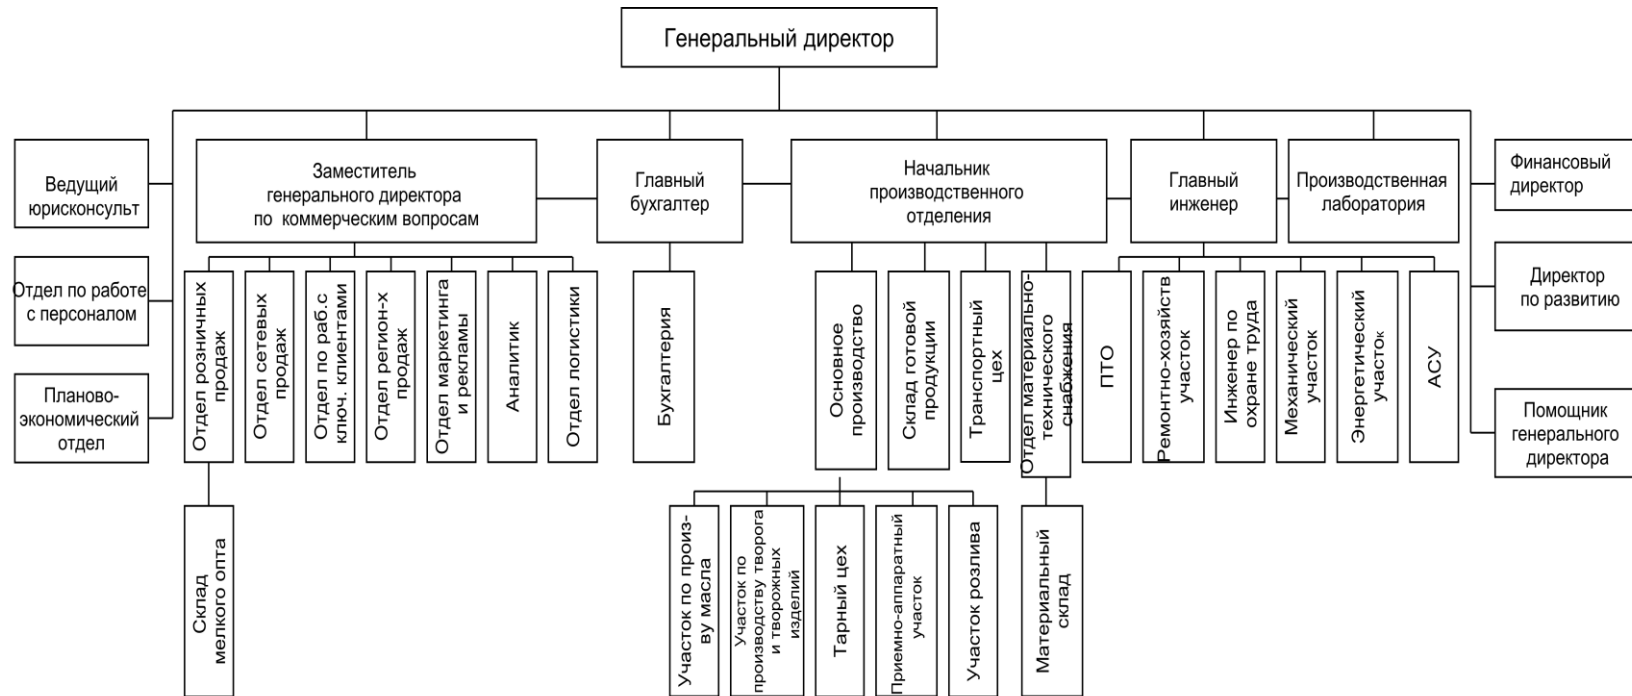 Генеральный директор
Ведущий
юрисконсульт
Заместитель
генерального директора
по коммерческим вопросам
Главный
бухгалтер
Начальник
производственного
отделения
Главный
инженер
Производственная
лаборатория
Финансовый
директор
Отдел по работе
с персоналом
Директор
по развитию
Планово-
экономический
отдел
Помощник
генерального
директора
Отдел розничных
продаж
Отдел сетевых
продаж
Отдел по раб.с
ключ. клиентами
Отдел регион-х
продаж
Отдел маркетинга
и рекламы
Аналитик
Отдел логистики
Бухгалтерия
Основное
производство
Склад готовой
продукции
Транспортный
цех
Отдел материально-
технического
снабжения
ПТО
Ремонтно-хозяйств
участок
Инженер по
охране труда
Механический
участок
Энергетический
участок
АСУ
Склад
мелкого опта
Участок по произ-
ву масла
Участок по
производству творога
и творожных
изделий
Тарный цех
Приемно-аппаратный
участок
Участок розлива
Материальный
склад